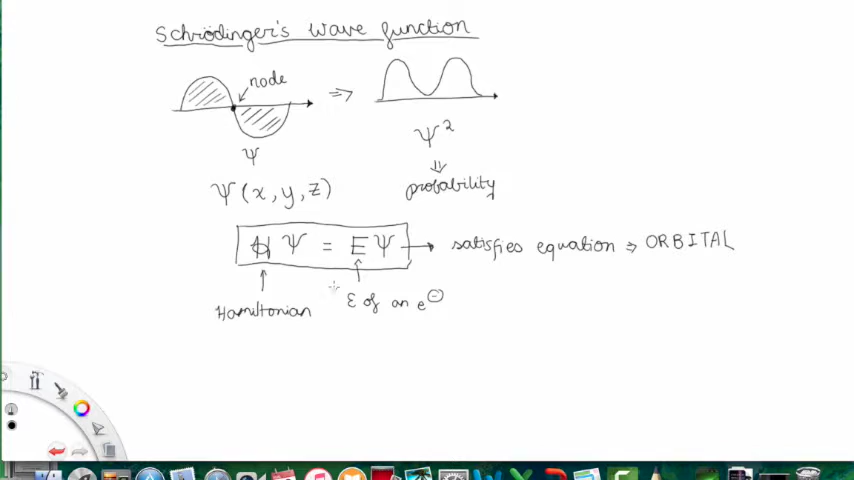 Schrödinger's Wave function
node
⇒
Ψ
Ψ²
⇓
probability
Ψ(x,y,z)
H Ψ = E Ψ → satisfies equation ⇒ ORBITAL
Hamiltonian
E of an e⊖